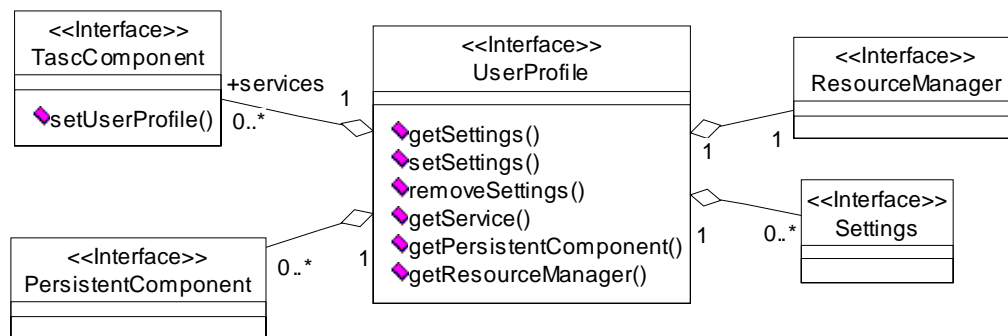 <<Interface>>
TascComponent
setUserProfile()
+services
0..*
1
<<Interface>>
UserProfile
getSettings()
setSettings()
removeSettings()
getService()
getPersistentComponent()
getResourceManager()
<<Interface>>
ResourceManager
1
1
<<Interface>>
Settings
1
0..*
<<Interface>>
PersistentComponent
0..*
1